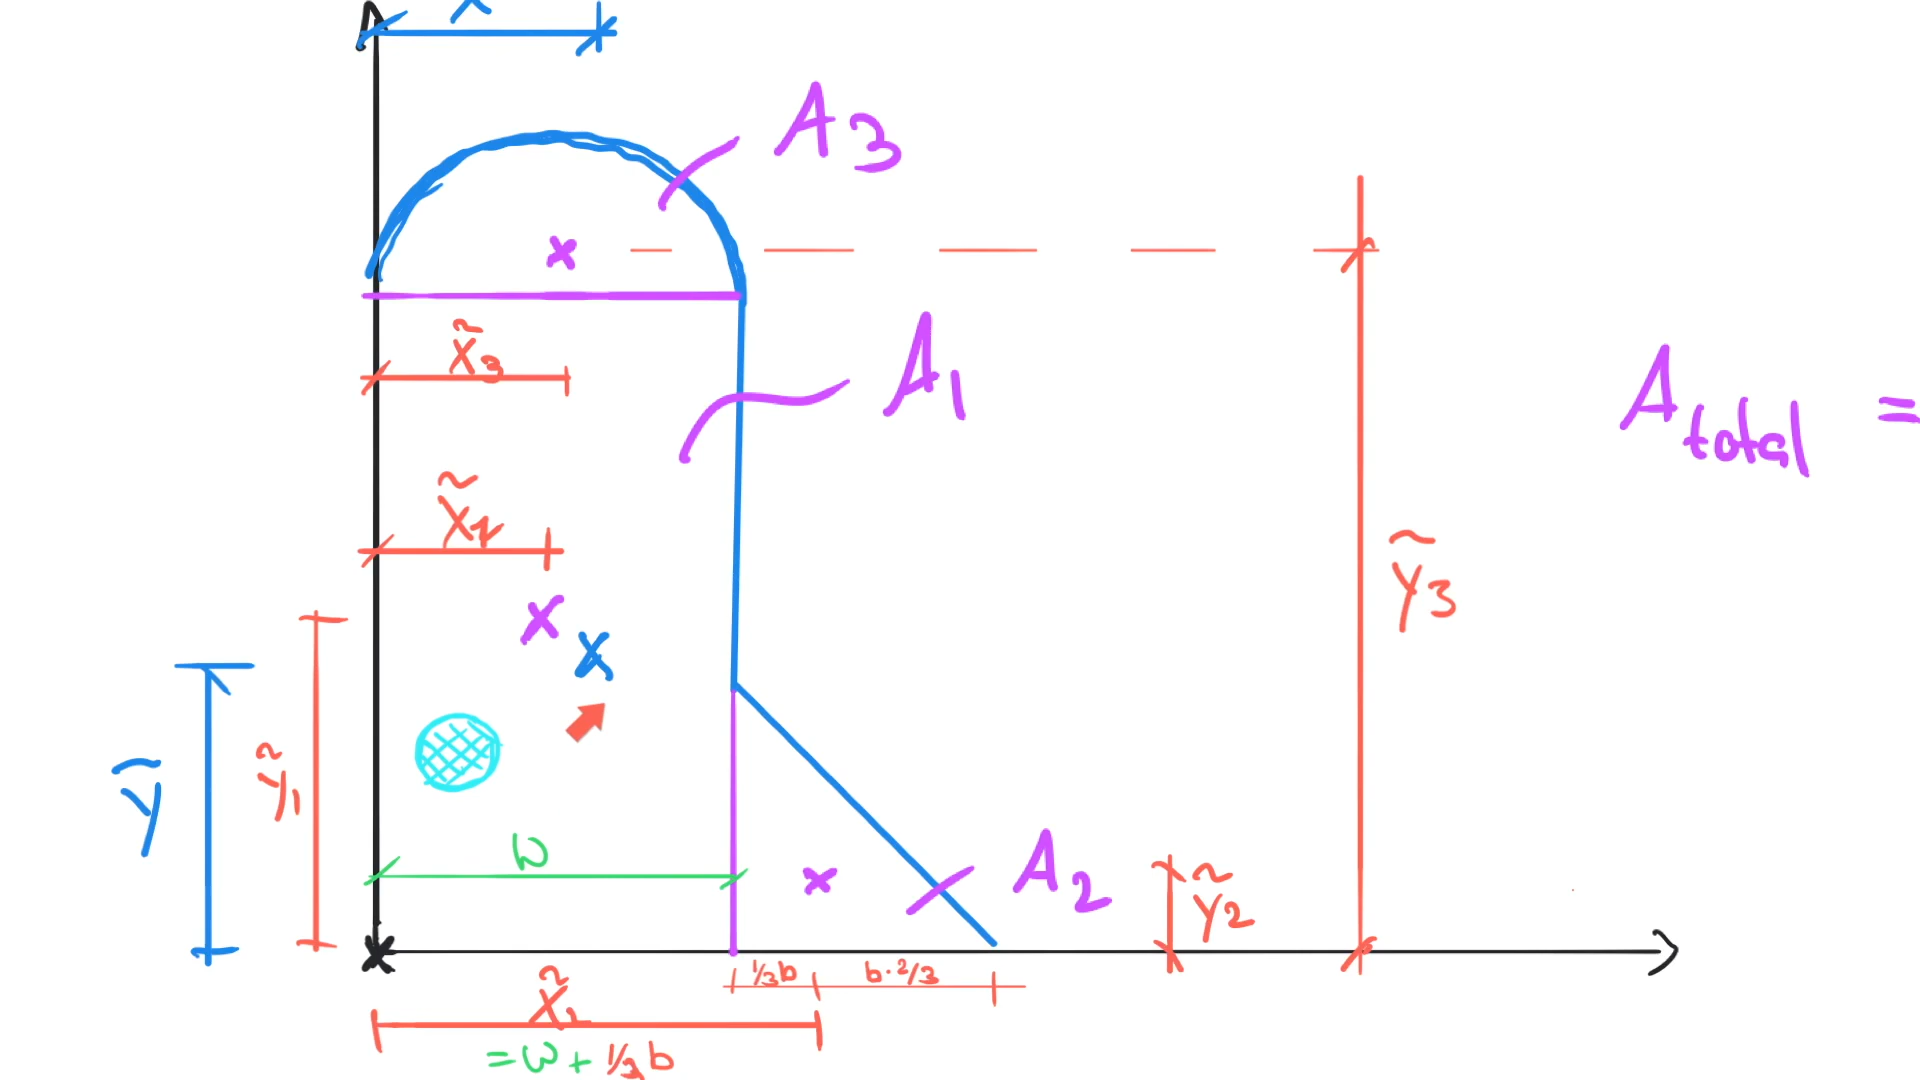 x
A3
x̃3
A1
Atotal =
x̃1
ỹ3
ỹ
ỹ1
ω
A2
ỹ2
1/3b b·2/3
x̃2
=ω+1/3b